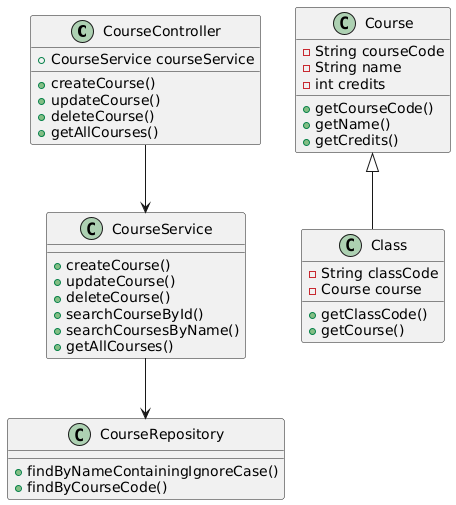 C CourseController
CourseService courseService
createCourse()
updateCourse()
deleteCourse()
getAllCourses()
C Course
String courseCode
String name
int credits
getCourseCode()
getName()
getCredits()
C CourseService
createCourse()
updateCourse()
deleteCourse()
searchCourseById()
searchCoursesByName()
getAllCourses()
C Class
String classCode
Course course
getClassCode()
getCourse()
C CourseRepository
findByNameContainingIgnoreCase()
findByCourseCode()